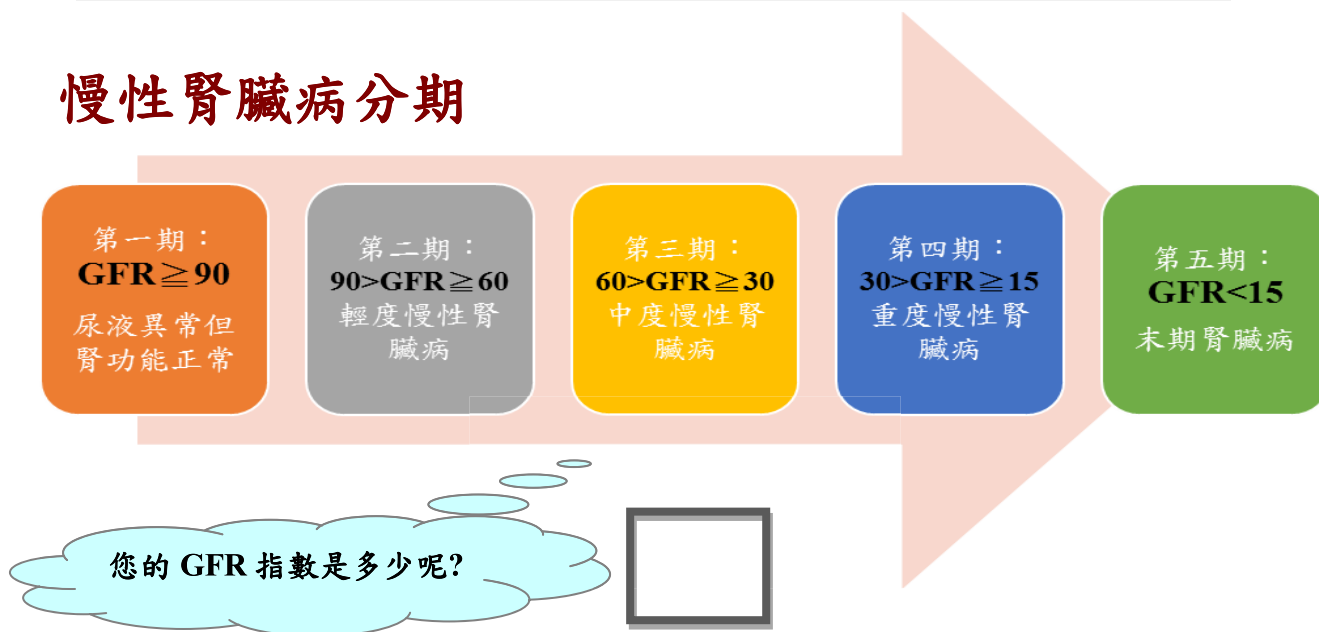 慢性腎臟病分期
第一期：
GFR≧90
尿液異常但
腎功能正常
第二期：
90>GFR≧60
輕度慢性腎
臟病
第三期：
60>GFR≧30
中度慢性腎
臟病
第四期：
30>GFR≧15
重度慢性腎
臟病
第五期：
GFR<15
末期腎臟病
您的 GFR 指數是多少呢?